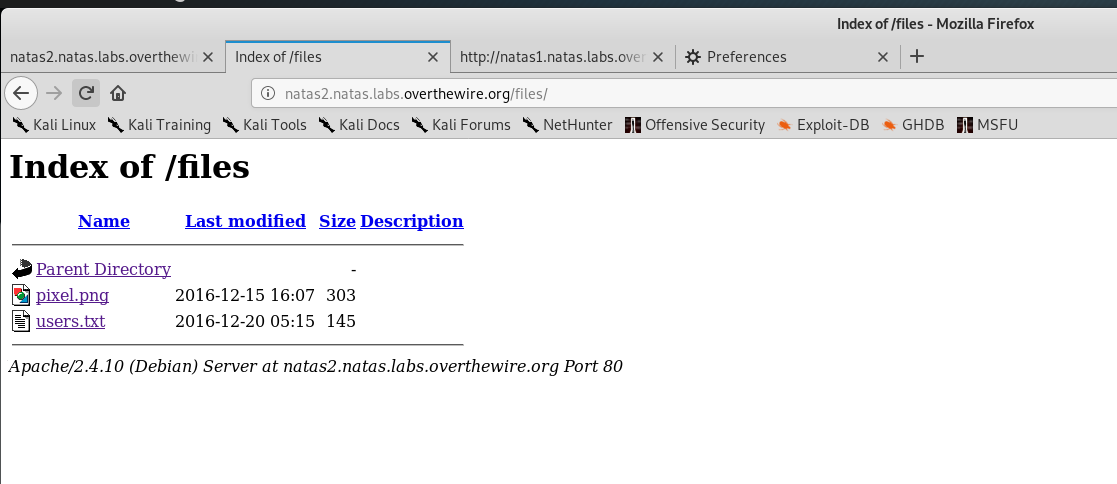 Index of /files - Mozilla Firefox
natas2.natas.labs.overthewi
Index of /files
http://natas1.natas.labs.over
Preferences
natas2.natas.labs.overthewire.org/files/
Kali Linux Kali Training Kali Tools Kali Docs Kali Forums NetHunter Offensive Security Exploit-DB GHDB MSFU
Index of /files
Name Last modified Size Description
Parent Directory -
pixel.png 2016-12-15 16:07 303
users.txt 2016-12-20 05:15 145
Apache/2.4.10 (Debian) Server at natas2.natas.labs.overthewire.org Port 80